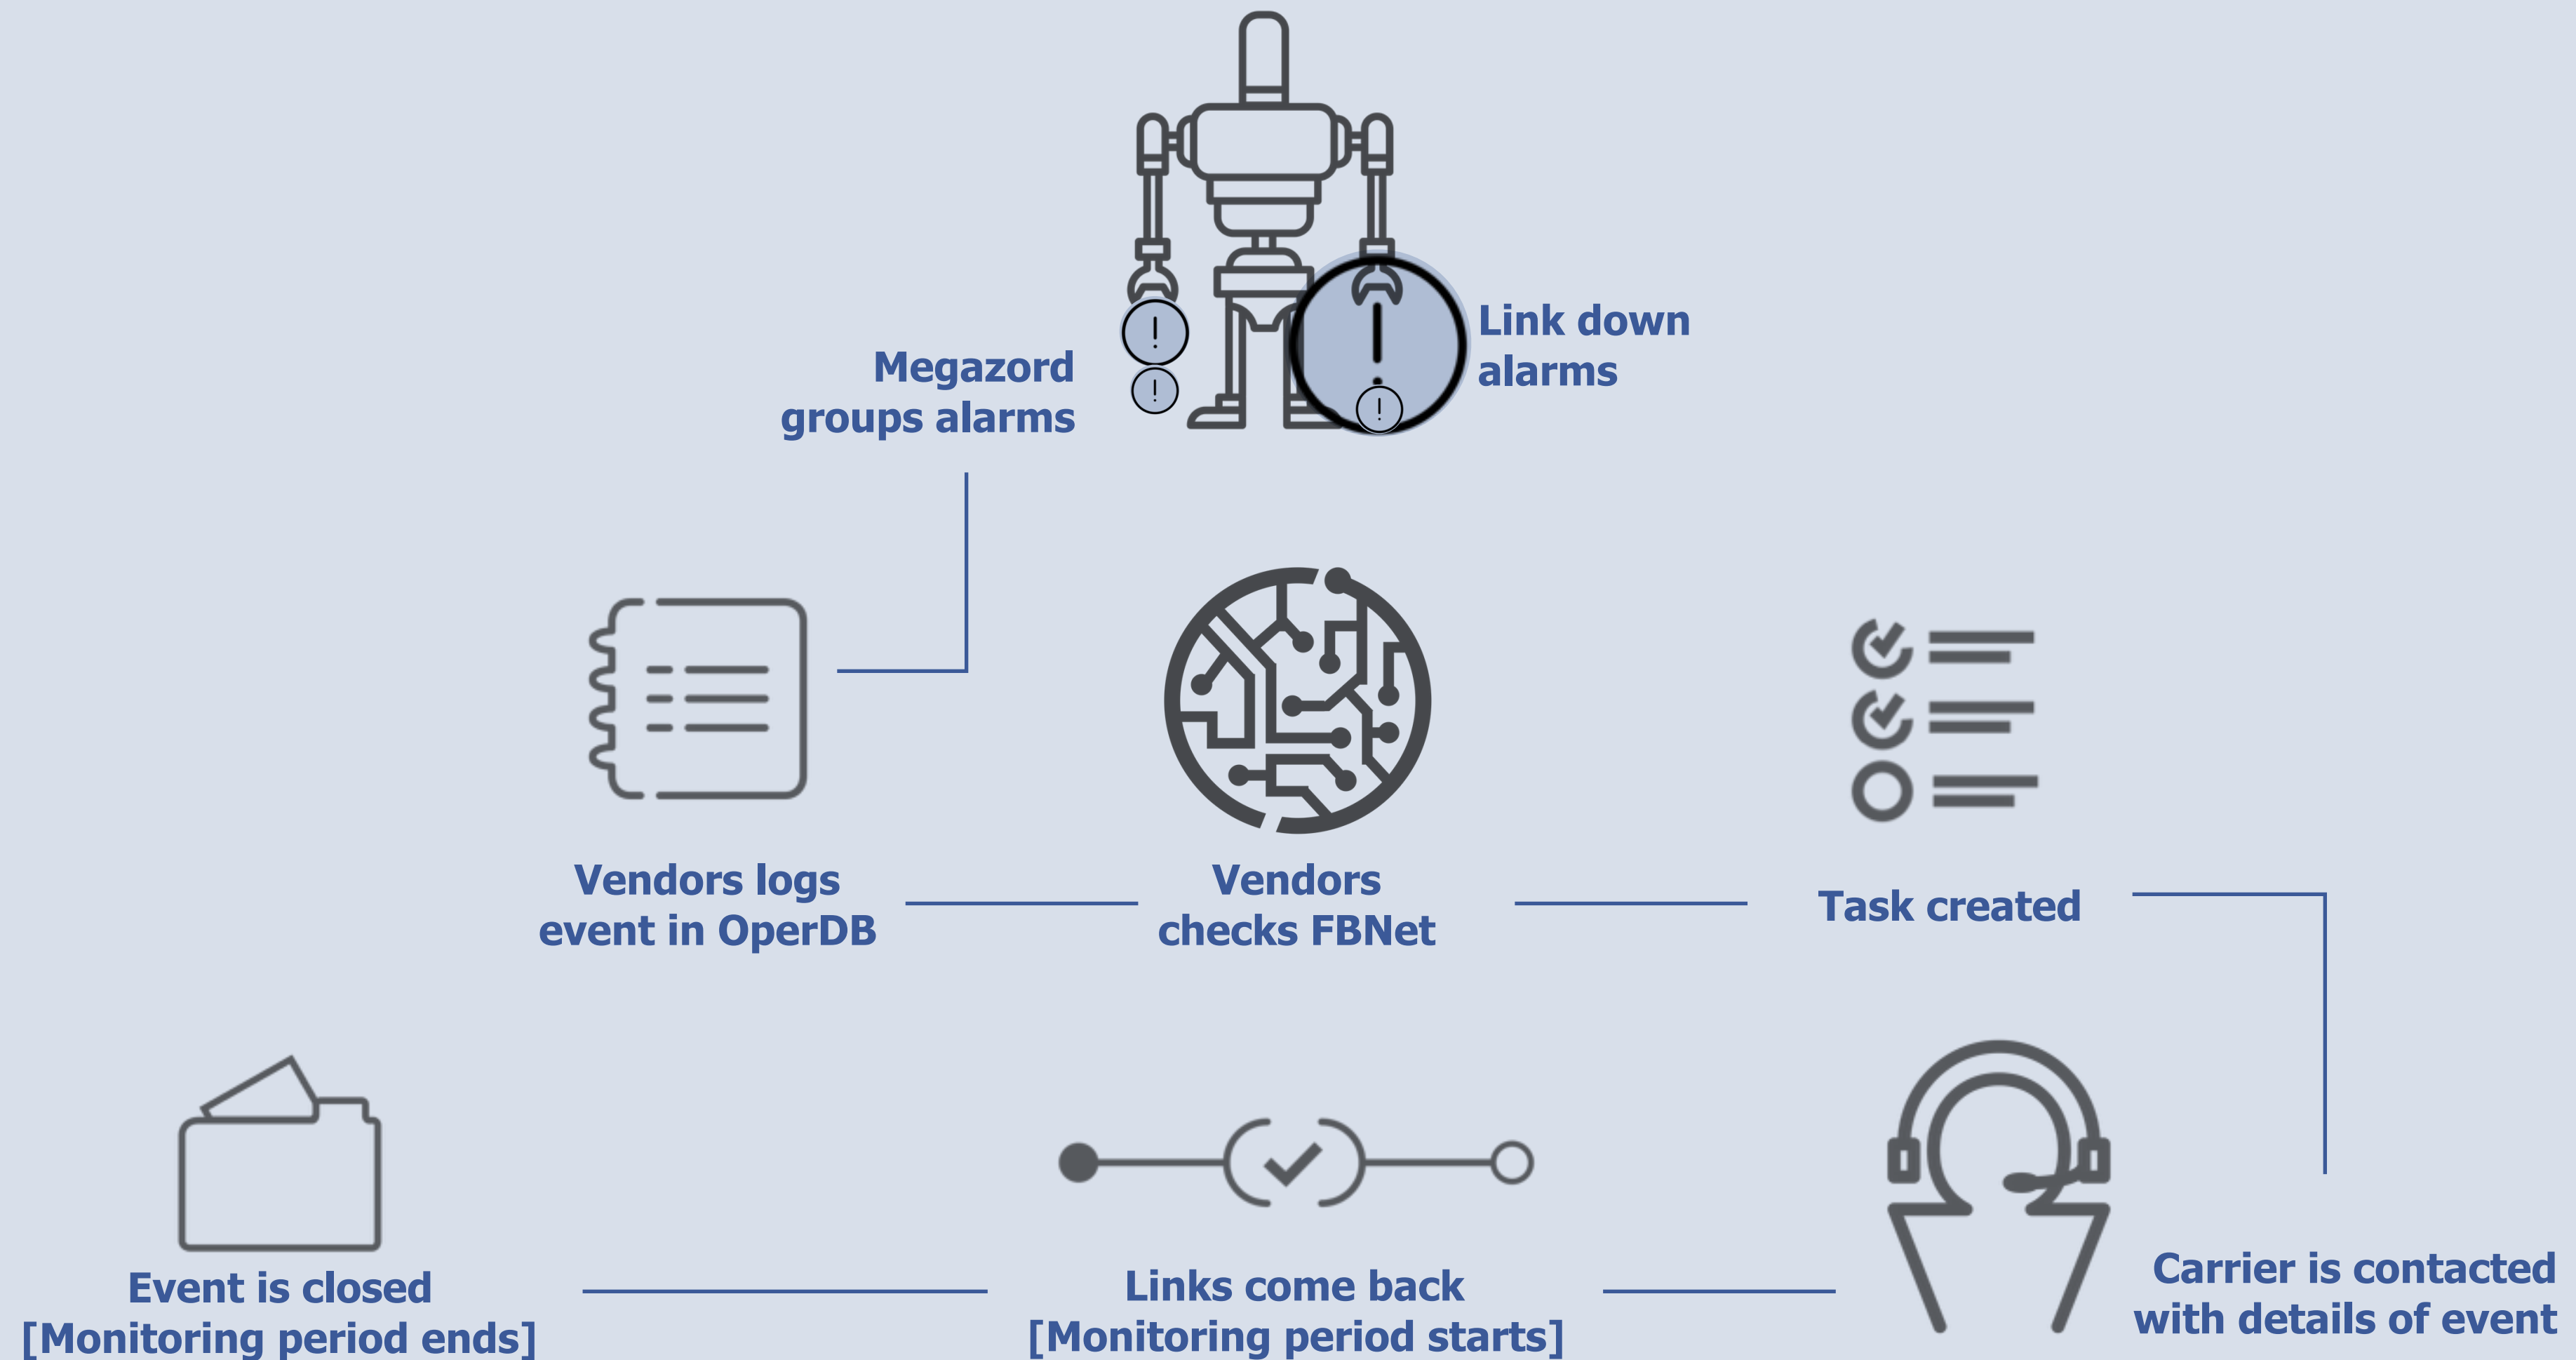 Link down
alarms
Megazord
groups alarms
Vendors logs
event in OperDB
Vendors
checks FBNet
Task created
Carrier is contacted
with details of event
Links come back
[Monitoring period starts]
Event is closed
[Monitoring period ends]